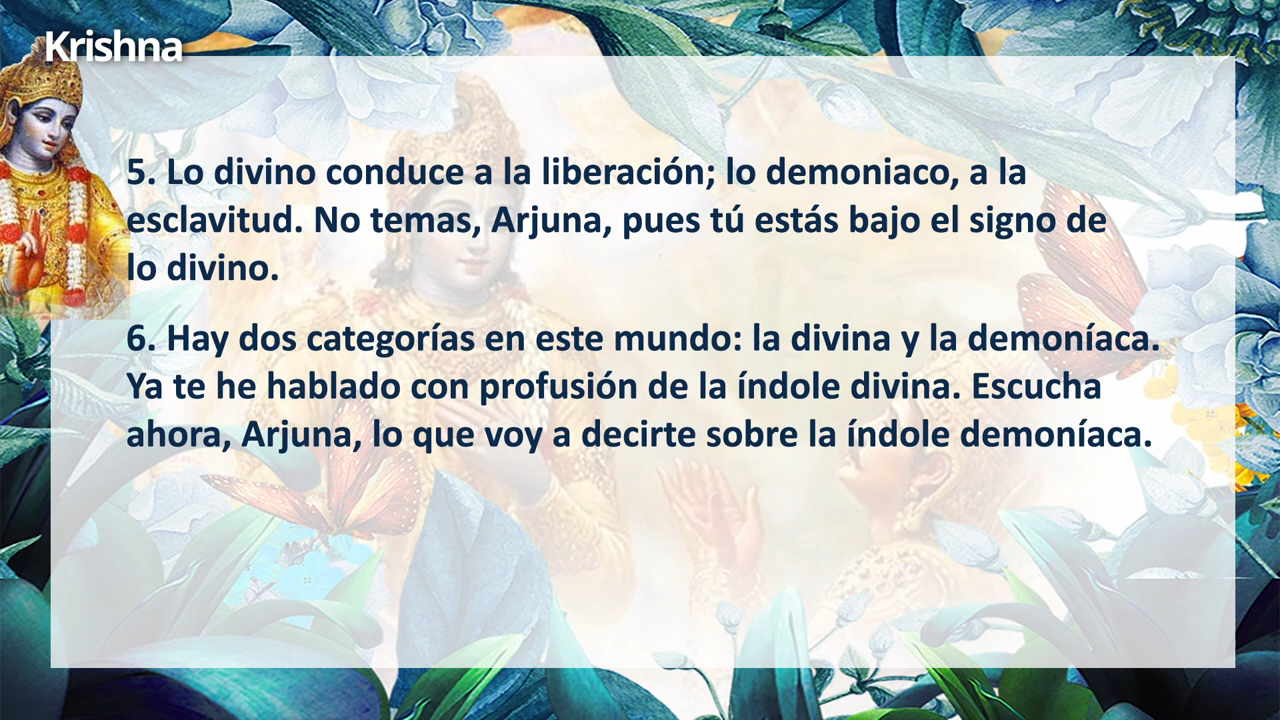 Krishna
5. Lo divino conduce a la liberación; lo demoniaco, a la
esclavitud. No temas, Arjuna, pues tú estás bajo el signo de
lo divino.
6. Hay dos categorías en este mundo: la divina y la demoníaca.
Ya te he hablado con profusión de la índole divina. Escucha
ahora, Arjuna, lo que voy a decirte sobre la índole demoníaca.